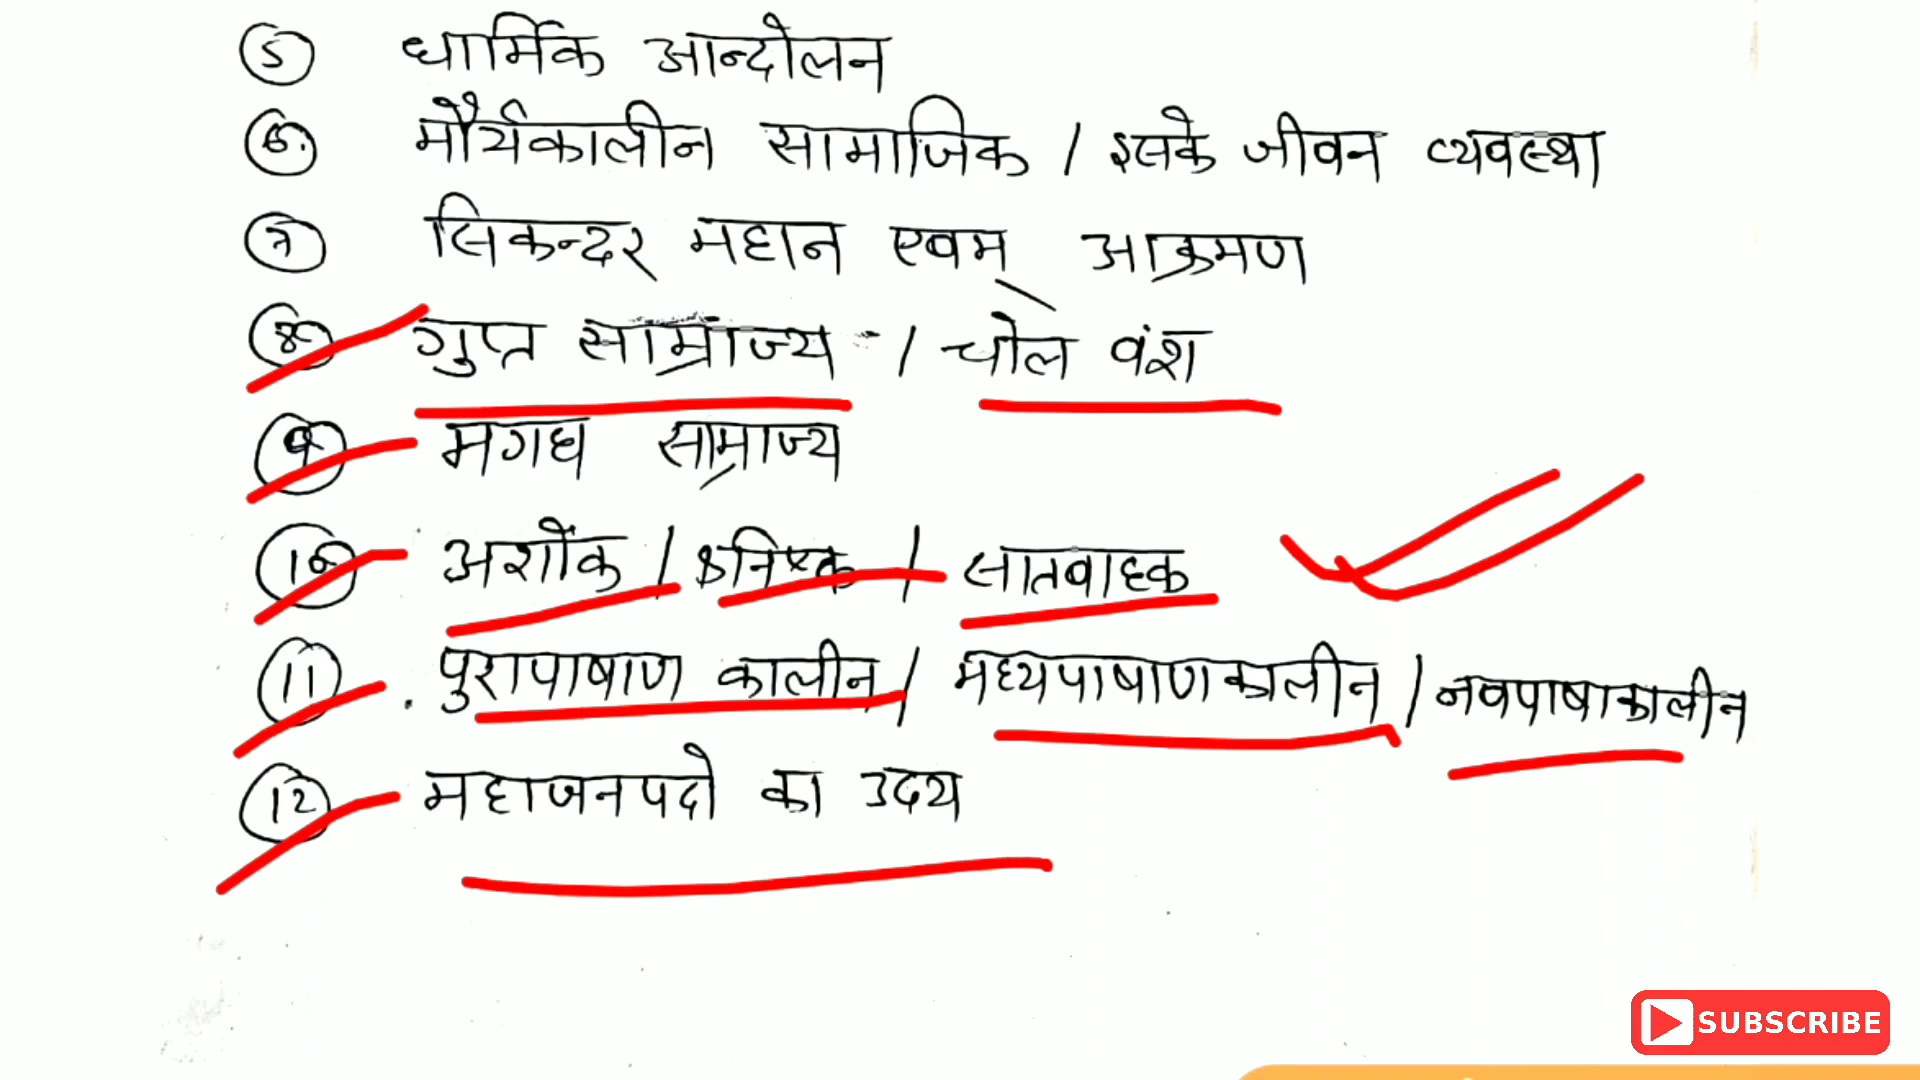 5 धार्मिक आन्दोलन
6. मौर्यकालीन सामाजिक / इसके जीवन व्यवस्था
7 सिकन्दर महान एवम् आक्रमण
8 गुप्त साम्राज्य / चोल वंश
9 मगध साम्राज्य
10 अशोक / कनिष्क / सातवाहक
11 पुरापाषाण कालीन / मध्यपाषाणकालीन / नवपाषाकालीन
12 महाजनपदो का उदय
SUBSCRIBE